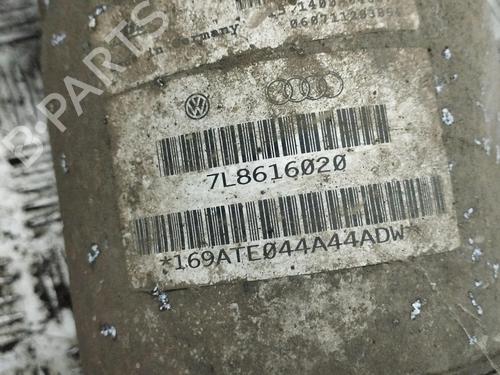 in Germany
7L8616020
*169ATE044A44ADW*
B-PARTS